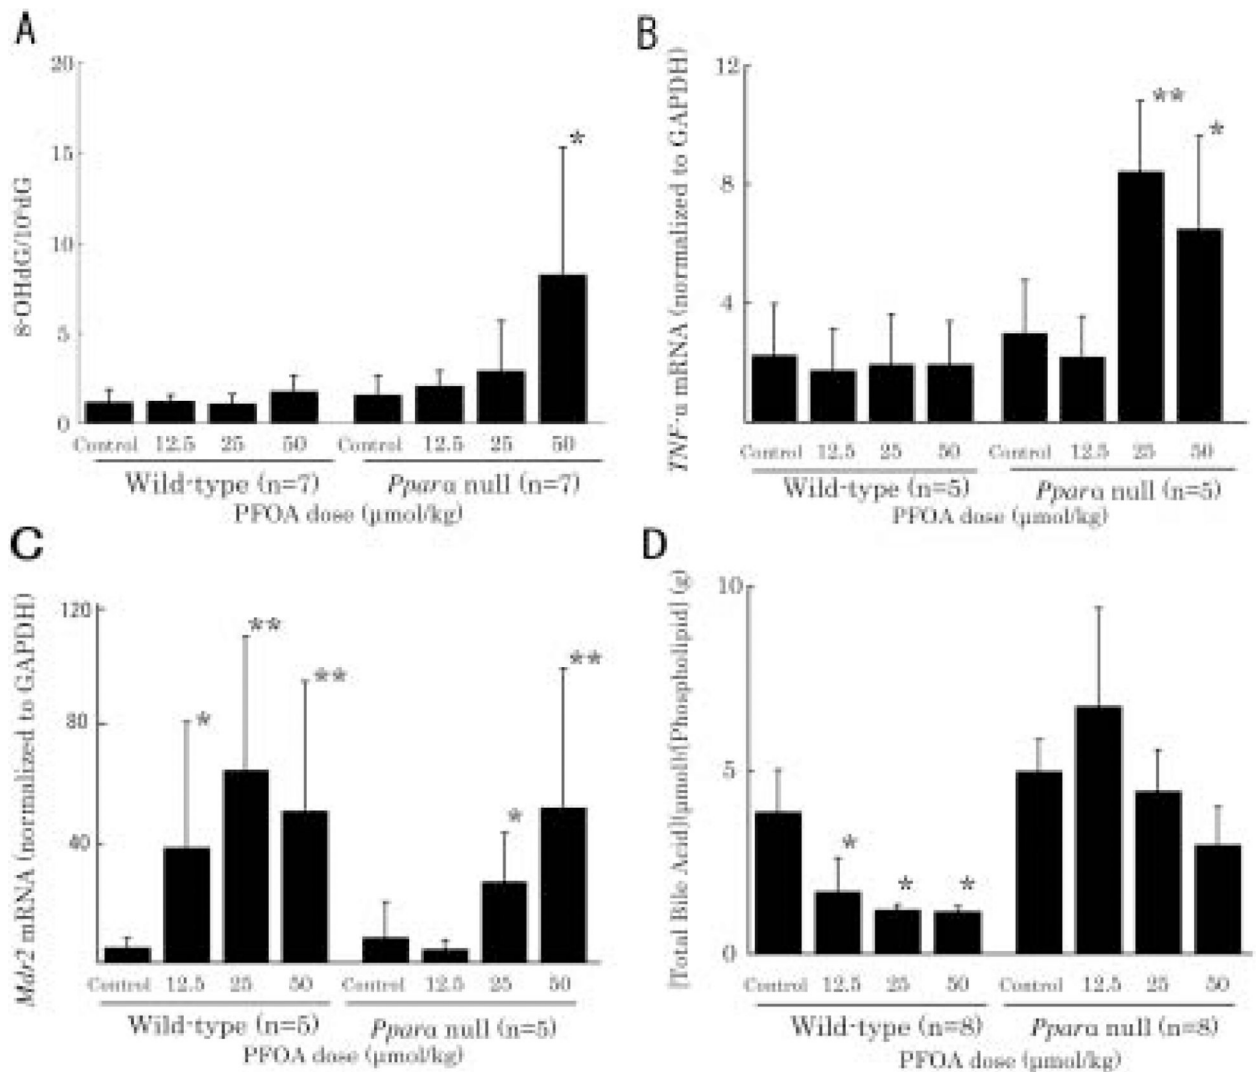 A
8-OHdG/10⁶dG
20
15
10
5
0
*
Control 12.5 25 50 Control 12.5 25 50
Wild-type (n=7) Pparα null (n=7)
PFOA dose (μmol/kg)
B
TNF-α mRNA (normalized to GAPDH)
12
8
4
**
*
Control 12.5 25 50 Control 12.5 25 50
Wild-type (n=5) Pparα null (n=5)
PFOA dose (μmol/kg)
C
Mdr2 mRNA (normalized to GAPDH)
120
80
40
*
**
**
*
**
Control 12.5 25 50 Control 12.5 25 50
Wild-type (n=5) Pparα null (n=5)
PFOA dose (μmol/kg)
D
[Total Bile Acid](μmol)/[Phospholipid] (g)
10
5
0
*
*
*
Control 12.5 25 50 Control 12.5 25 50
Wild-type (n=8) Pparα null (n=8)
PFOA dose (μmol/kg)